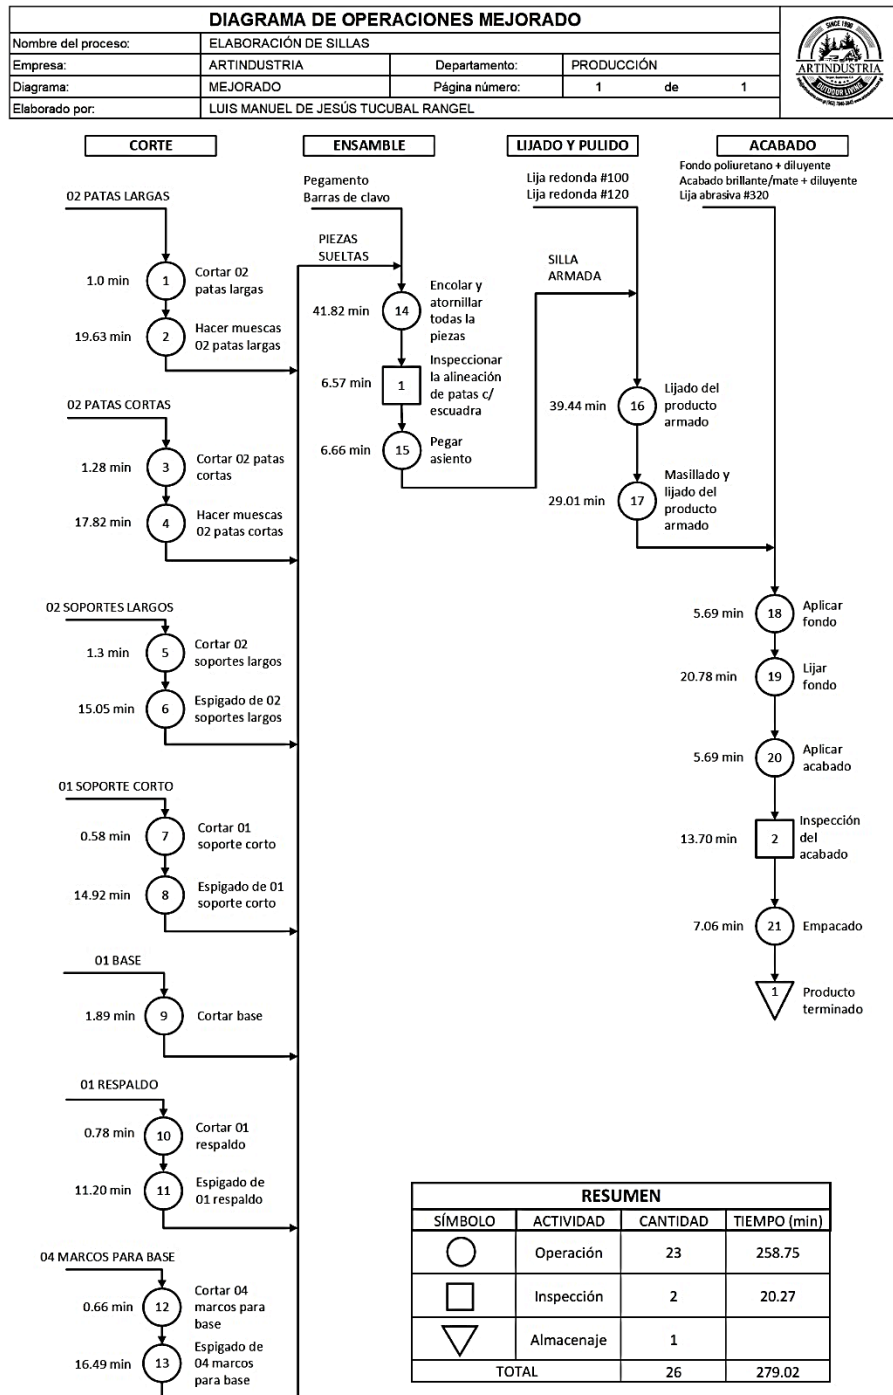 DIAGRAMA DE OPERACIONES MEJORADO
Nombre del proceso: ELABORACIÓN DE SILLAS
Empresa: ARTINDUSTRIA Departamento: PRODUCCIÓN
Diagrama: MEJORADO Página número: 1 de 1
Elaborado por: LUIS MANUEL DE JESÚS TUCUBAL RANGEL
SINCE 1990
ARTINDUSTRIA
OUTDOOR LIVING
CORTE
02 PATAS LARGAS
1.0 min 1 Cortar 02
patas largas
19.63 min 2 Hacer muescas
02 patas largas
02 PATAS CORTAS
1.28 min 3 Cortar 02 patas
cortas
17.82 min 4 Hacer muescas
02 patas cortas
02 SOPORTES LARGOS
1.3 min 5 Cortar 02
soportes largos
15.05 min 6 Espigado de 02
soportes largos
01 SOPORTE CORTO
0.58 min 7 Cortar 01
soporte corto
14.92 min 8 Espigado de 01
soporte corto
01 BASE
1.89 min 9 Cortar base
01 RESPALDO
0.78 min 10 Cortar 01
respaldo
11.20 min 11 Espigado de
01 respaldo
04 MARCOS PARA BASE
0.66 min 12 Cortar 04
marcos para
base
16.49 min 13 Espigado de
04 marcos
para base
ENSAMBLE
Pegamento
Barras de clavo
PIEZAS
SUELTAS
41.82 min 14 Encolar y
atornillar
todas la
piezas
6.57 min 1 Inspeccionar
la alineación
de patas c/
escuadra
6.66 min 15 Pegar
asiento
LIJADO Y PULIDO
Lija redonda #100
Lija redonda #120
SILLA
ARMADA
39.44 min 16 Lijado del
producto
armado
29.01 min 17 Masillado y
lijado del
producto
armado
ACABADO
Fondo poliuretano + diluyente
Acabado brillante/mate + diluyente
Lija abrasiva #320
5.69 min 18 Aplicar
fondo
20.78 min 19 Lijar
fondo
5.69 min 20 Aplicar
acabado
13.70 min 2 Inspección
del
acabado
7.06 min 21 Empacado
1 Producto
terminado
RESUMEN
SÍMBOLO ACTIVIDAD CANTIDAD TIEMPO (min)
Operación 23 258.75
Inspección 2 20.27
Almacenaje 1
TOTAL 26 279.02